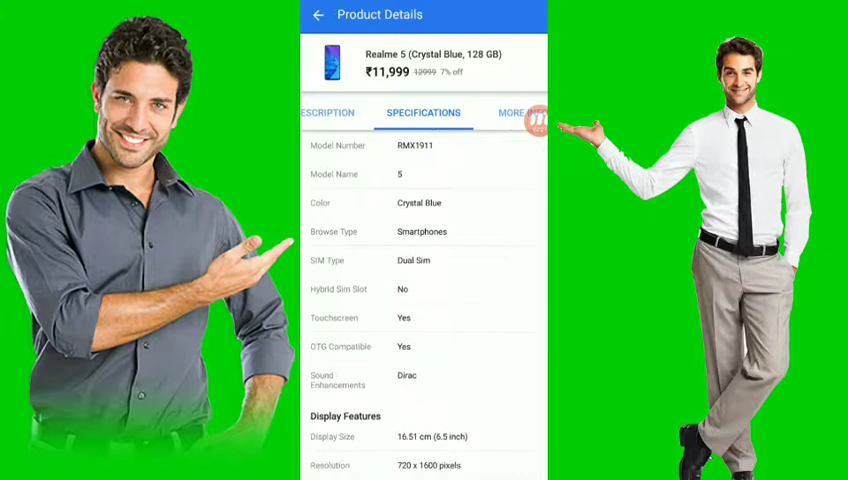 Product Details
Realme 5 (Crystal Blue, 128 GB)
₹11,999 12999 7% off
ESCRIPTION SPECIFICATIONS MORE INFO
Model Number RMX1911
Model Name 5
Color Crystal Blue
Browse Type Smartphones
SIM Type Dual Sim
Hybrid Sim Slot No
Touchscreen Yes
OTG Compatible Yes
Sound Dirac
Enhancements
Display Features
Display Size 16.51 cm (6.5 inch)
Resolution 720 x 1600 pixels